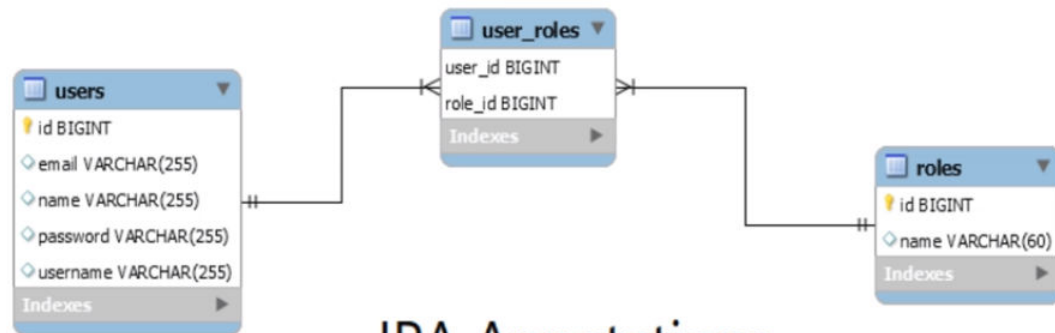 user_roles
user_id BIGINT
role_id BIGINT
Indexes
users
id BIGINT
email VARCHAR(255)
name VARCHAR(255)
password VARCHAR(255)
username VARCHAR(255)
Indexes
roles
id BIGINT
name VARCHAR(60)
Indexes